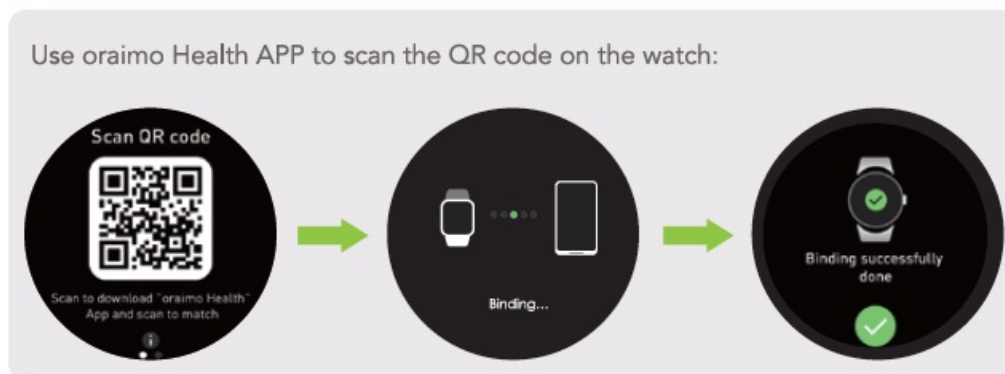 Use oraimo Health APP to scan the QR code on the watch:
Scan QR code
Scan to download "oraimo Health"
App and scan to match
Binding...
Binding successfully
done